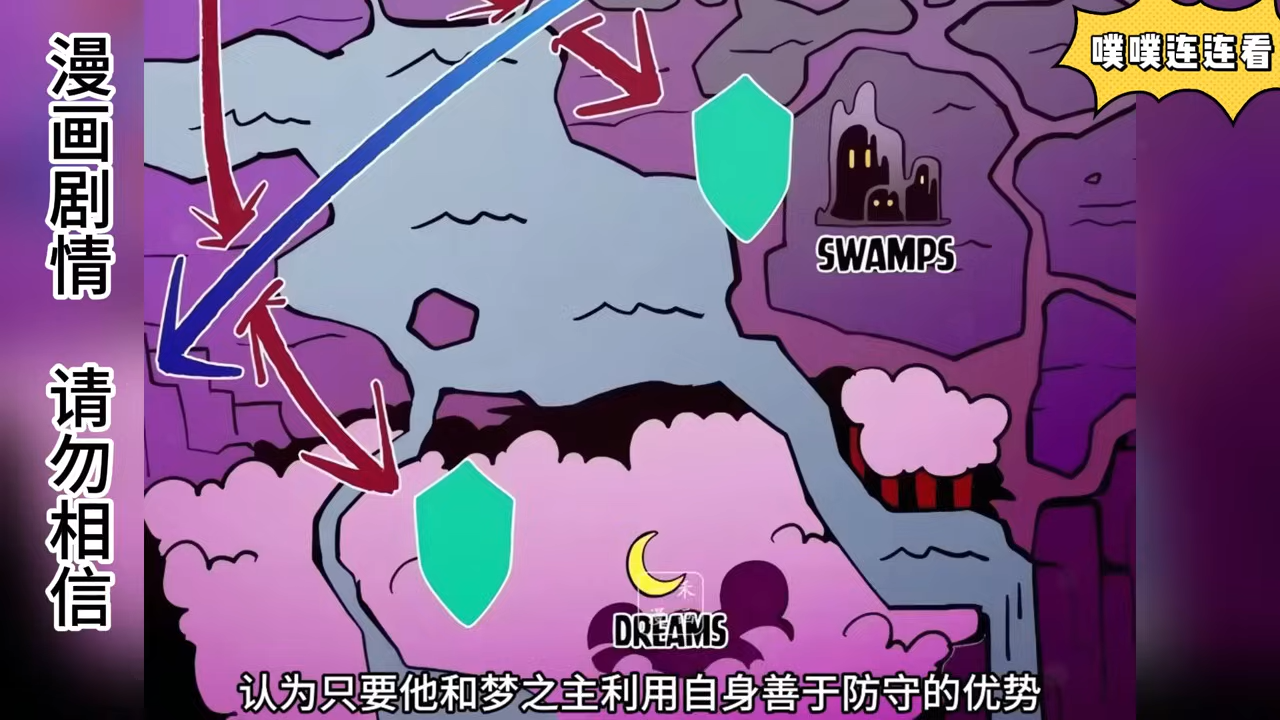 漫画剧情 请勿相信
噗噗连连看
SWAMPS
DREAMS
认为只要他和梦之主利用自身善于防守的优势